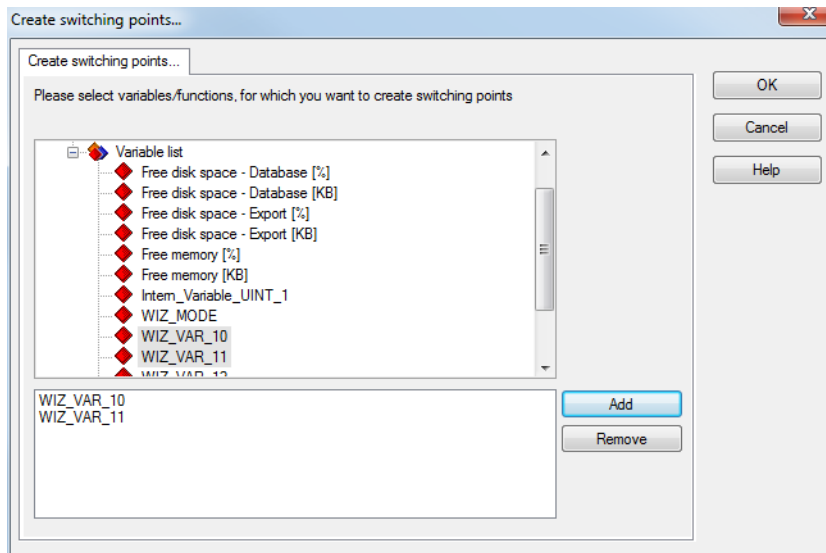 Create switching points...
Create switching points...
Please select variables/functions, for which you want to create switching points
OK
Cancel
Help
Variable list
Free disk space - Database [%]
Free disk space - Database [KB]
Free disk space - Export [%]
Free disk space - Export [KB]
Free memory [%]
Free memory [KB]
Intern_Variable_UINT_1
WIZ_MODE
WIZ_VAR_10
WIZ_VAR_11
WIZ_VAR_12
WIZ_VAR_10
WIZ_VAR_11
Add
Remove